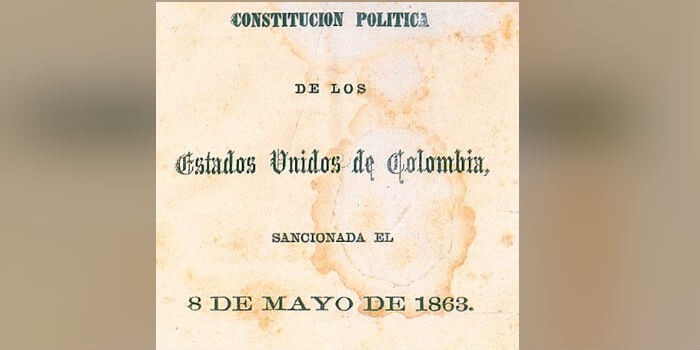 CONSTITUCION POLITICA
DE LOS
Estados Unidos de Colombia,
SANCIONADA EL
8 DE MAYO DE 1863.